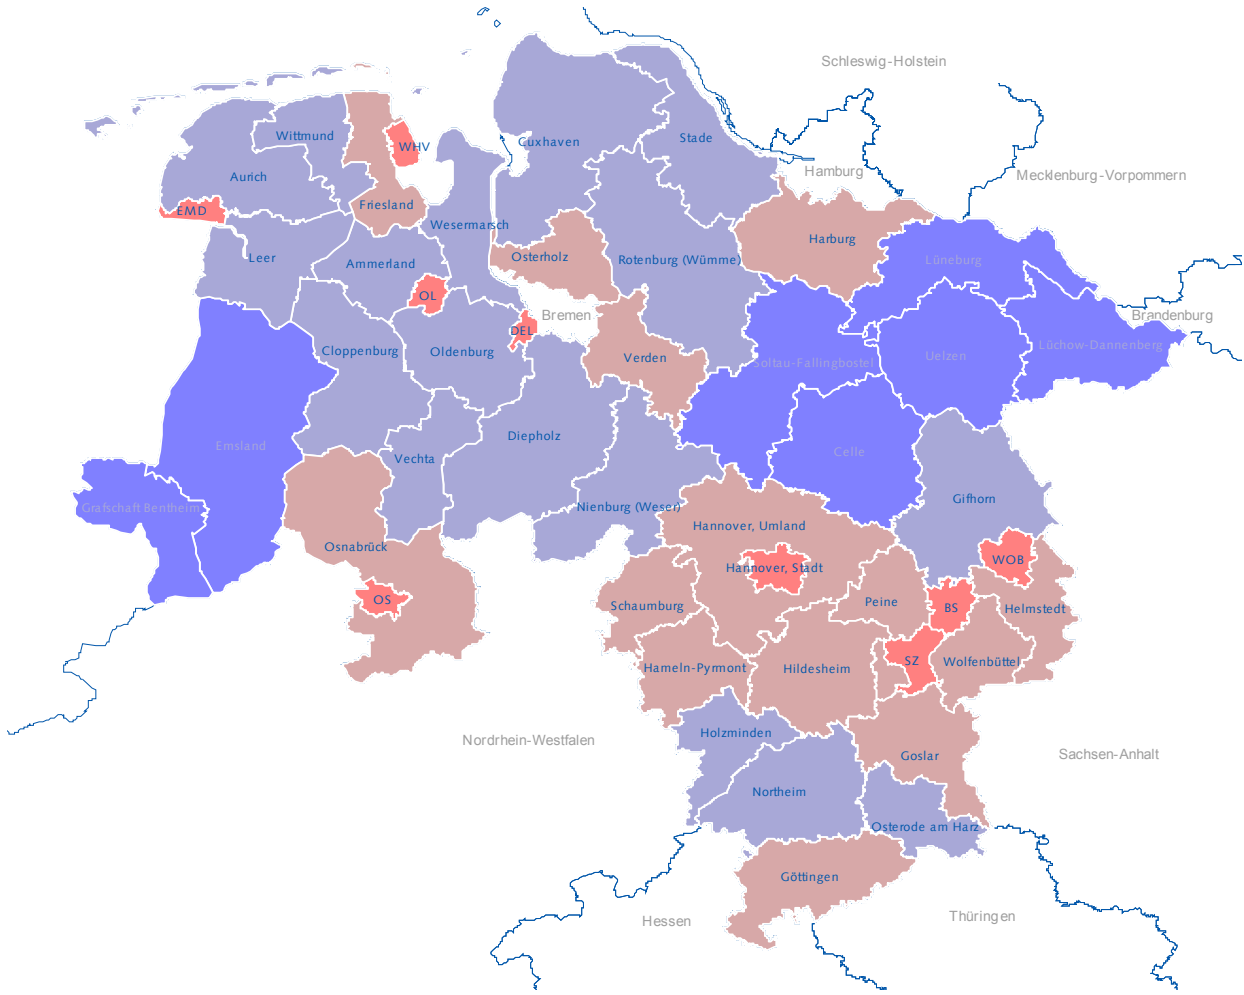 Schleswig-Holstein
Wittmund
WHV
Cuxhaven
Stade
Aurich
Hamburg
Mecklenburg-Vorpommern
EMD
Friesland
Wesermarsch
Harburg
Leer
Ammerland
Osterholz
Rotenburg (Wümme)
Lüneburg
OL
Bremen
Brandenburg
DEL
Cloppenburg
Oldenburg
Verden
Soltau-Fallingbostel
Uelzen
Lüchow-Dannenberg
Emsland
Diepholz
Vechta
Celle
Grafschaft Bentheim
Nienburg (Weser)
Gifhorn
Hannover, Umland
Osnabrück
Hannover, Stadt
WOB
OS
Schaumburg
Peine
BS
Helmstedt
Hameln-Pyrmont
Hildesheim
SZ
Wolfenbüttel
Nordrhein-Westfalen
Holzminden
Goslar
Sachsen-Anhalt
Northeim
Osterode am Harz
Göttingen
Hessen
Thüringen